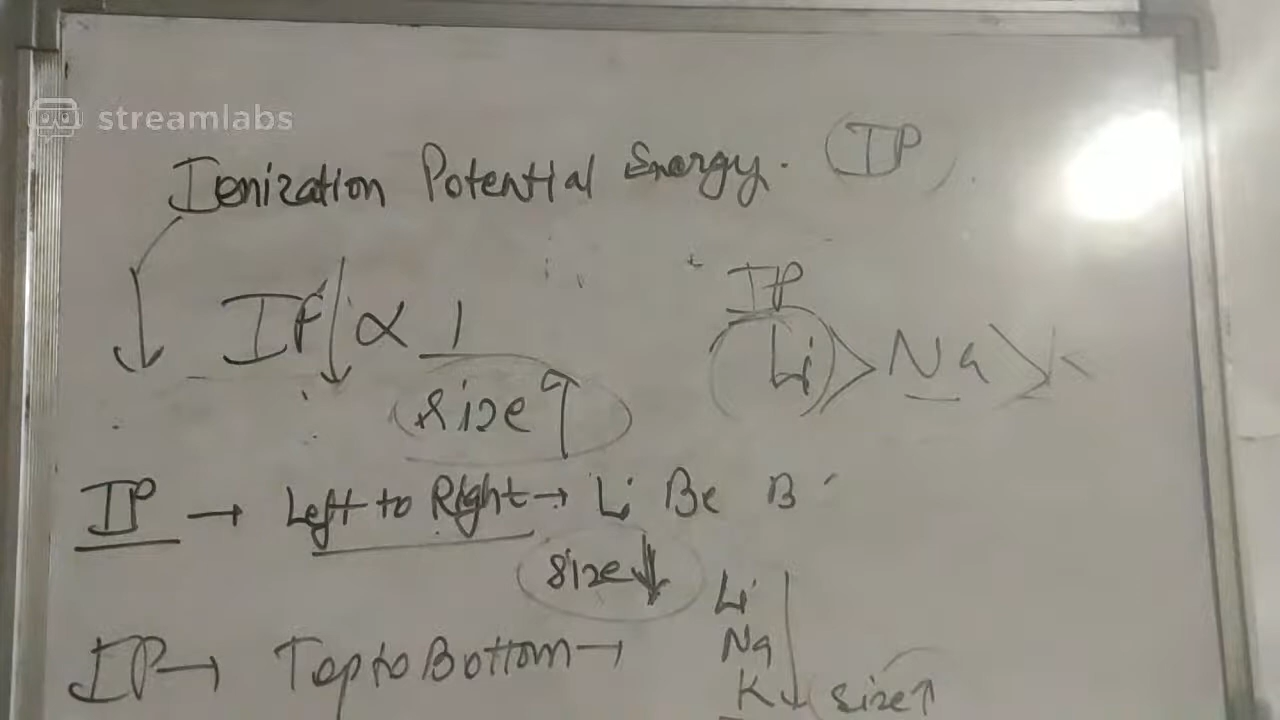 streamlabs
Ionization Potential Energy. (IP)
IP↓ ∝ 1
size↑
IP
Li > Na > K
IP → Left to Right → Li Be B
size↓
IP → Top to Bottom →
Li
Na
K
size↑